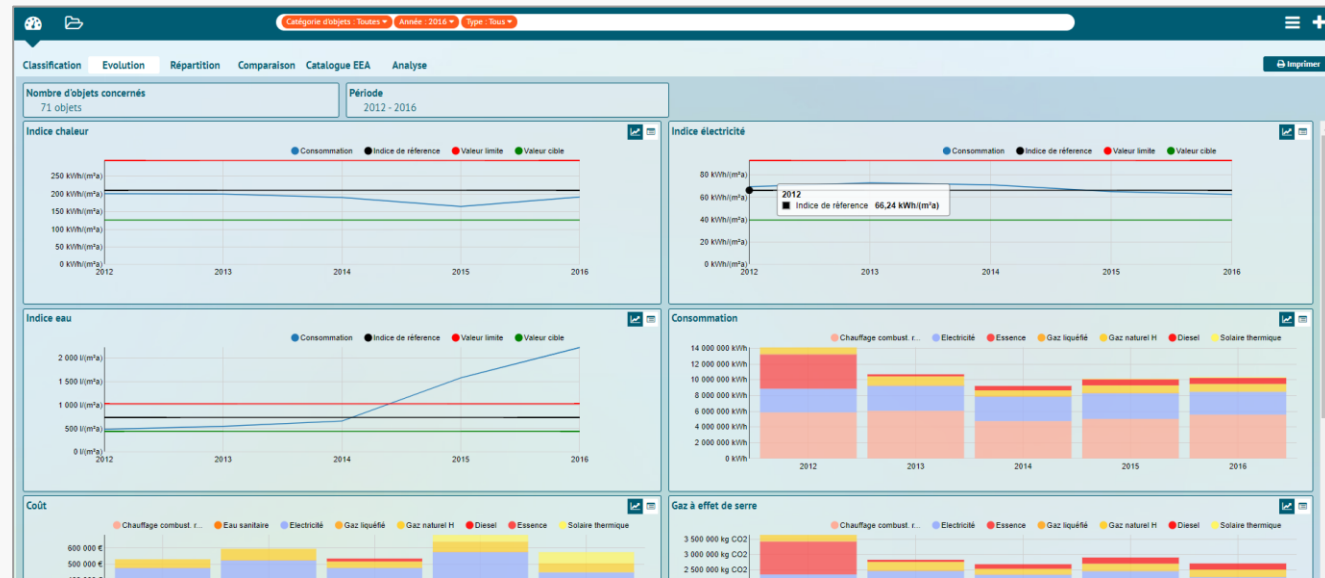 Catégorie d'objets : Toutes Année : 2016 Type : Tous
Classification Evolution Répartition Comparaison Catalogue EEA Analyse
Imprimer
Nombre d'objets concernés
71 objets
Période
2012 - 2016
Indice chaleur
Consommation Indice de réference Valeur limite Valeur cible
250 kWh/(m²a)
200 kWh/(m²a)
150 kWh/(m²a)
100 kWh/(m²a)
50 kWh/(m²a)
0 kWh/(m²a)
2012 2013 2014 2015 2016
Indice électricité
Consommation Indice de réference Valeur limite Valeur cible
80 kWh/(m²a)
60 kWh/(m²a)
40 kWh/(m²a)
20 kWh/(m²a)
0 kWh/(m²a)
2012
Indice de réference 66,24 kWh/(m²a)
2012 2013 2014 2015 2016
Indice eau
Consommation Indice de réference Valeur limite Valeur cible
2 000 l/(m²a)
1 500 l/(m²a)
1 000 l/(m²a)
500 l/(m²a)
0 l/(m²a)
2012 2013 2014 2015 2016
Consommation
Chauffage combust. r... Electricité Essence Gaz liquéfié Gaz naturel H Diesel Solaire thermique
14 000 000 kWh
12 000 000 kWh
10 000 000 kWh
8 000 000 kWh
6 000 000 kWh
4 000 000 kWh
2 000 000 kWh
0 kWh
2012 2013 2014 2015 2016
Coût
Chauffage combust. r... Eau sanitaire Electricité Gaz liquéfié Gaz naturel H Diesel Essence Solaire thermique
600 000 €
500 000 €
Gaz à effet de serre
Chauffage combust. r... Electricité Essence Gaz liquéfié Gaz naturel H Diesel Solaire thermique
3 500 000 kg CO2
3 000 000 kg CO2
2 500 000 kg CO2